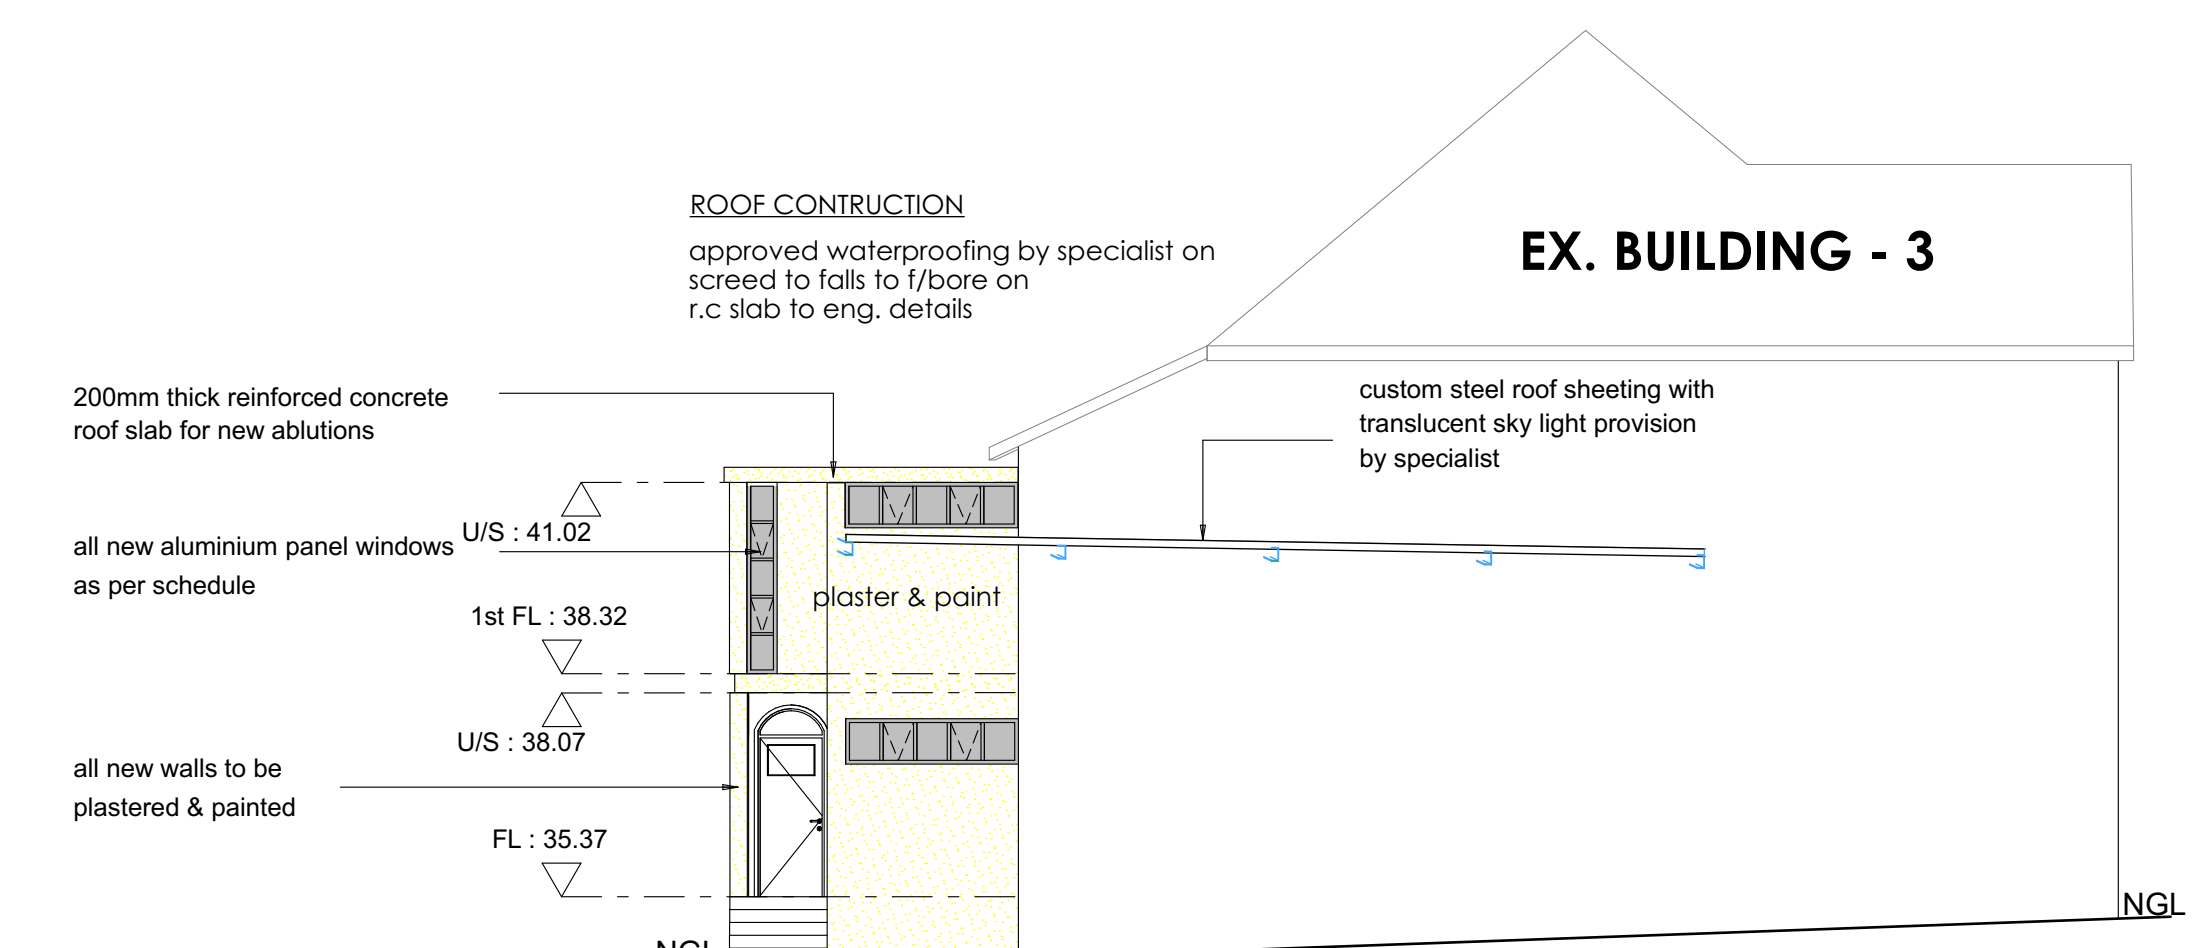 ROOF CONTRUCTION
approved waterproofing by specialist on
screed to falls to f/bore on
r.c slab to eng. details
EX. BUILDING - 3
200mm thick reinforced concrete
roof slab for new ablutions
custom steel roof sheeting with
translucent sky light provision
by specialist
U/S : 41.02
all new aluminium panel windows
as per schedule
plaster & paint
1st FL : 38.32
U/S : 38.07
all new walls to be
plastered & painted
FL : 35.37
NGL
NGL